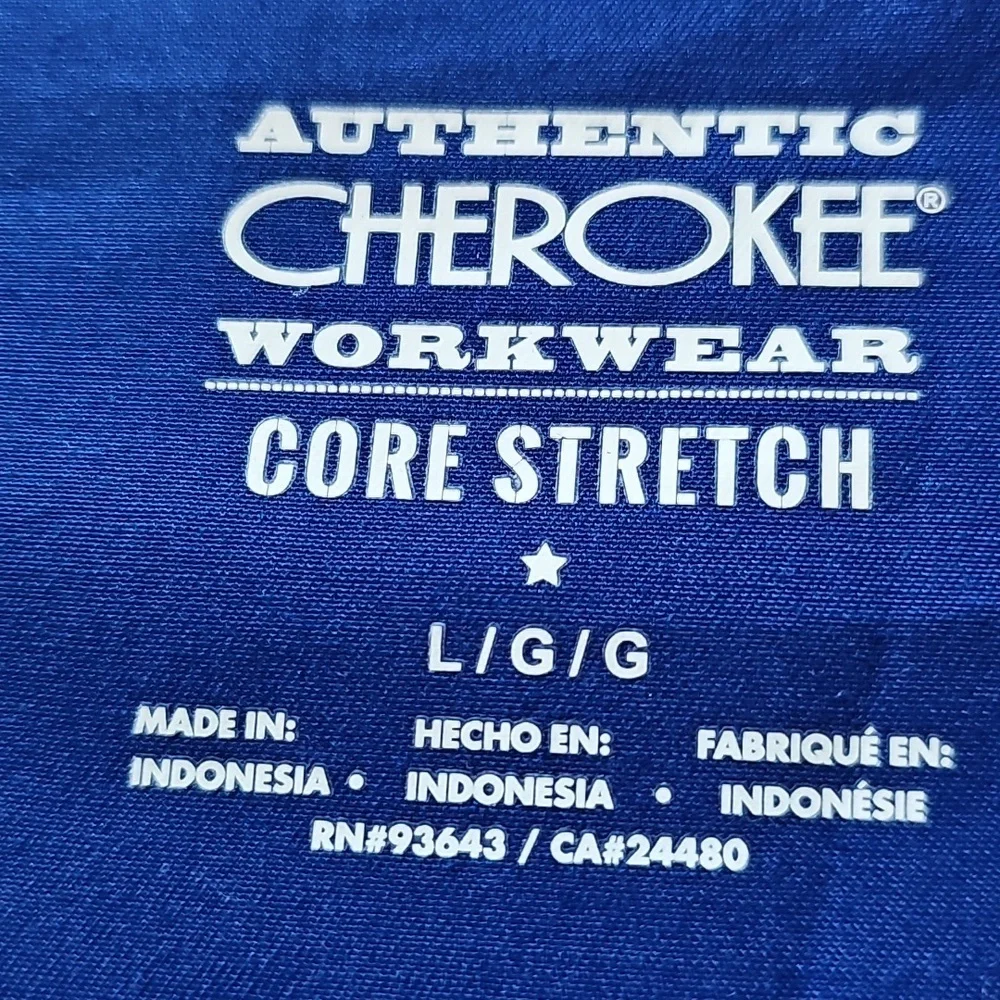 AUTHENTIC
CHEROKEE®
WORKWEAR
CORE STRETCH
L/G/G
MADE IN: HECHO EN: FABRIQUÉ EN:
INDONESIA • INDONESIA • INDONÉSIE
RN#93643 / CA#24480